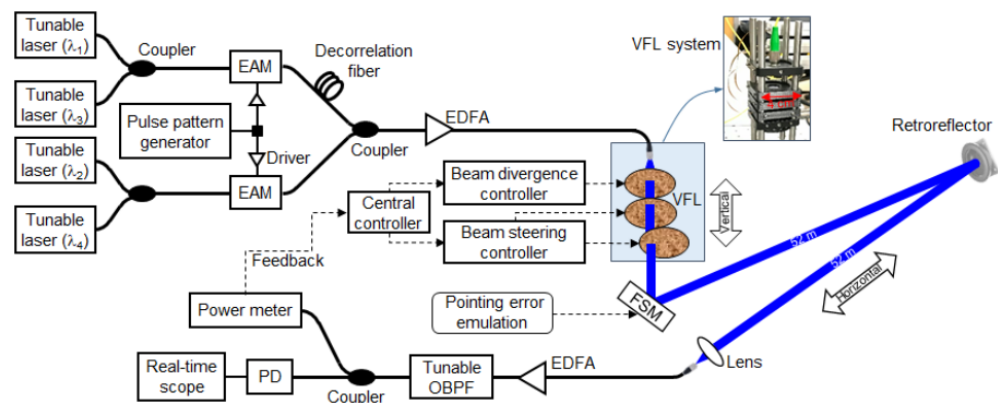 Tunable
laser (λ1)
Tunable
laser (λ3)
Coupler
EAM
Decorrelation
fiber
Pulse pattern
generator
Driver
Tunable
laser (λ2)
Tunable
laser (λ4)
EAM
Coupler
EDFA
VFL system
Retroreflector
Beam divergence
controller
VFL
Vertical
Central
controller
Beam steering
controller
Feedback
52 m
52 m
Horizontal
Power meter
Pointing error
emulation
FSM
Real-time
scope
PD
Coupler
Tunable
OBPF
EDFA
Lens